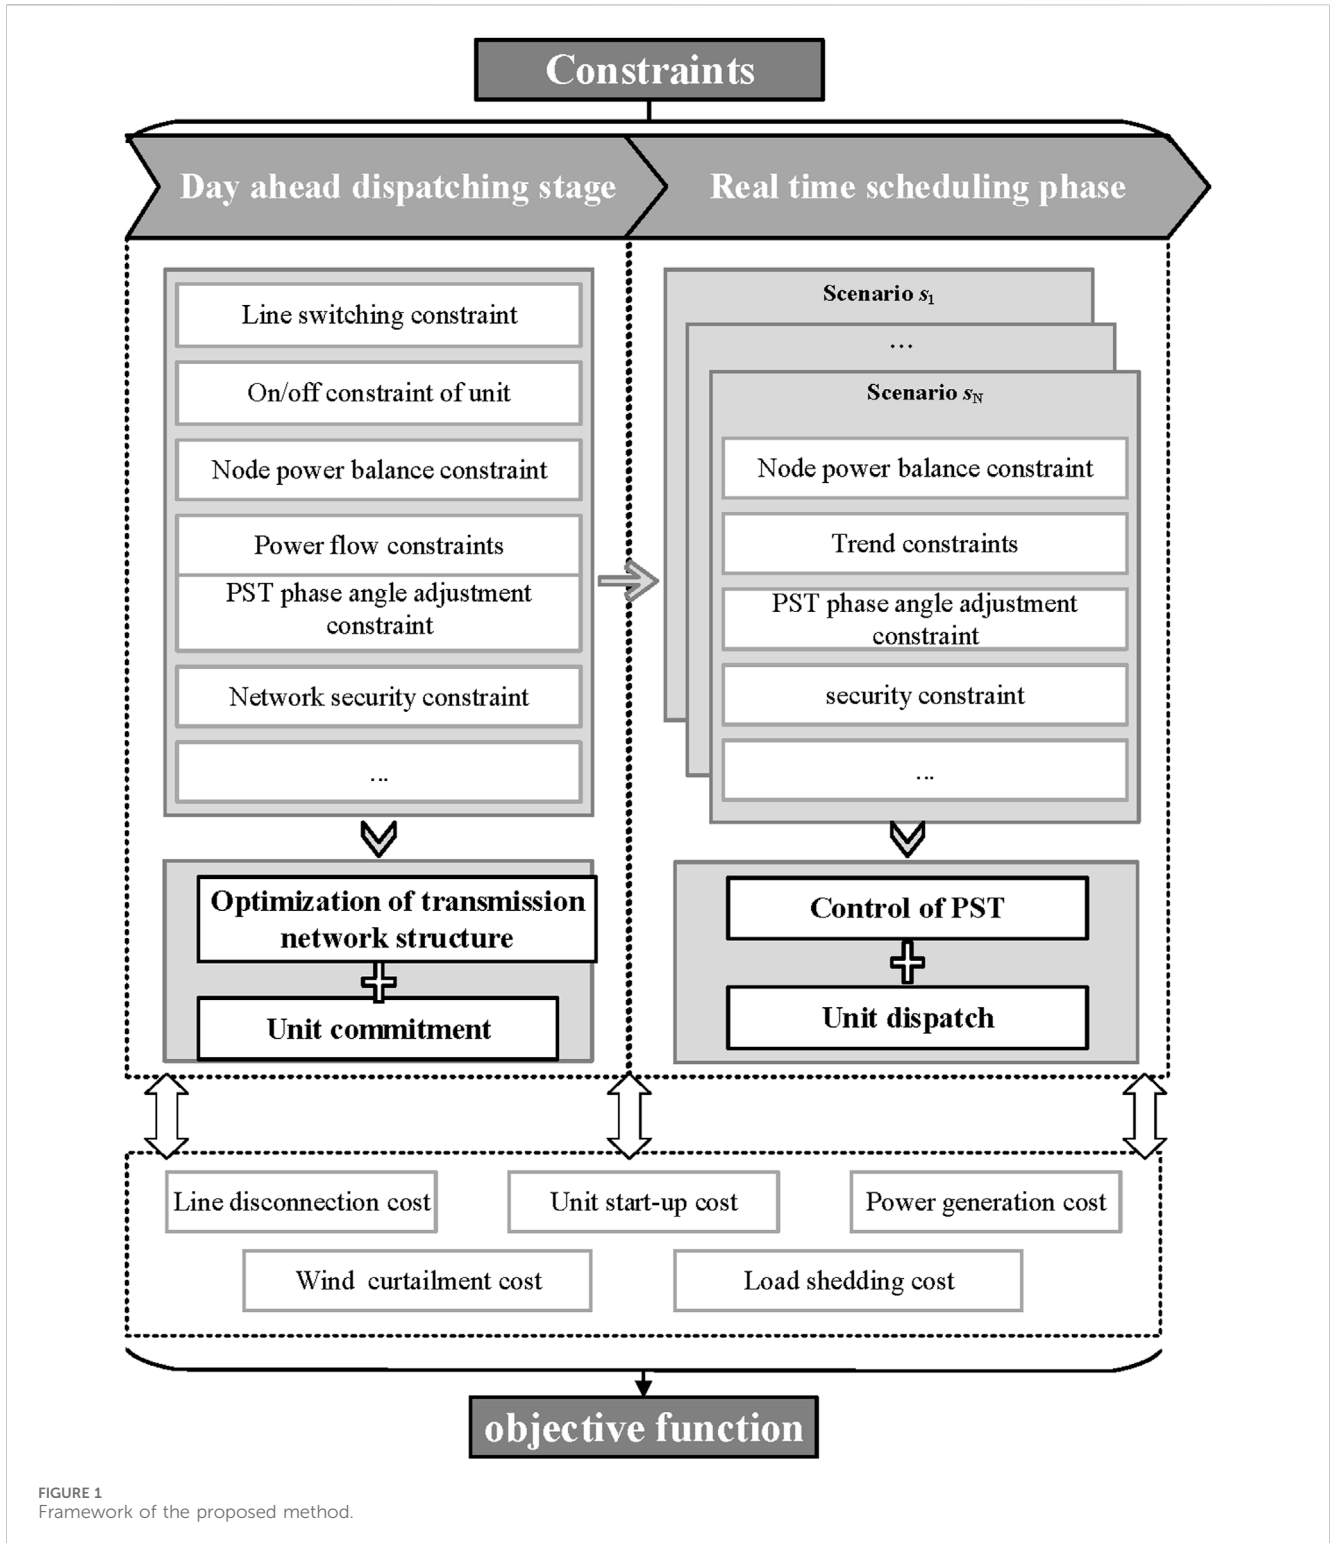 Constraints
Day ahead dispatching stage
Real time scheduling phase
Line switching constraint
On/off constraint of unit
Node power balance constraint
Power flow constraints
PST phase angle adjustment
constraint
Network security constraint
...
Optimization of transmission
network structure
Unit commitment
Scenario s1
...
Scenario sN
Node power balance constraint
Trend constraints
PST phase angle adjustment
constraint
security constraint
...
Control of PST
Unit dispatch
Line disconnection cost
Unit start-up cost
Power generation cost
Wind curtailment cost
Load shedding cost
objective function
FIGURE 1
Framework of the proposed method.